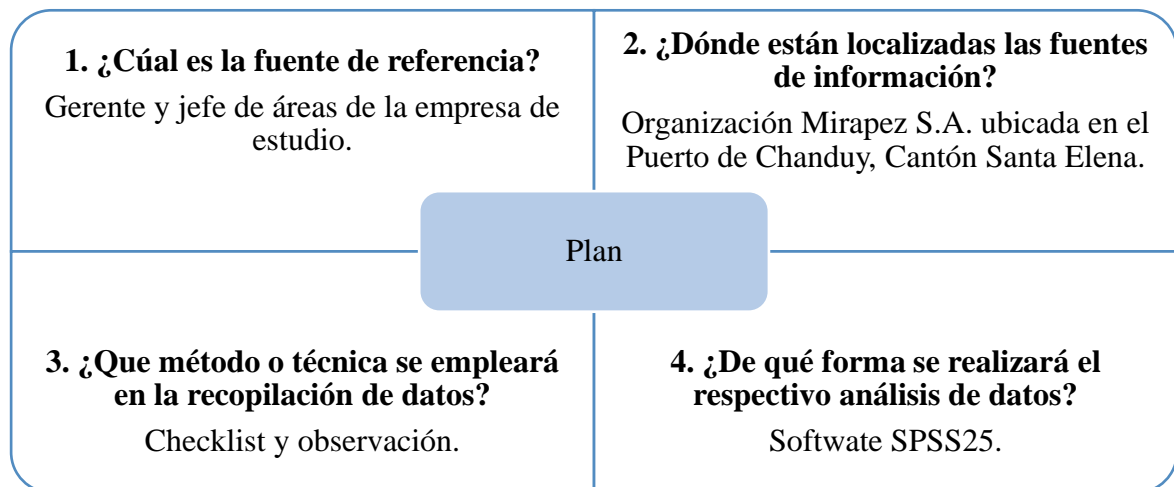 1. ¿Cúal es la fuente de referencia?
Gerente y jefe de áreas de la empresa de
estudio.
2. ¿Dónde están localizadas las fuentes
de información?
Organización Mirapez S.A. ubicada en el
Puerto de Chanduy, Cantón Santa Elena.
Plan
3. ¿Que método o técnica se empleará
en la recopilación de datos?
Checklist y observación.
4. ¿De qué forma se realizará el
respectivo análisis de datos?
Softwate SPSS25.